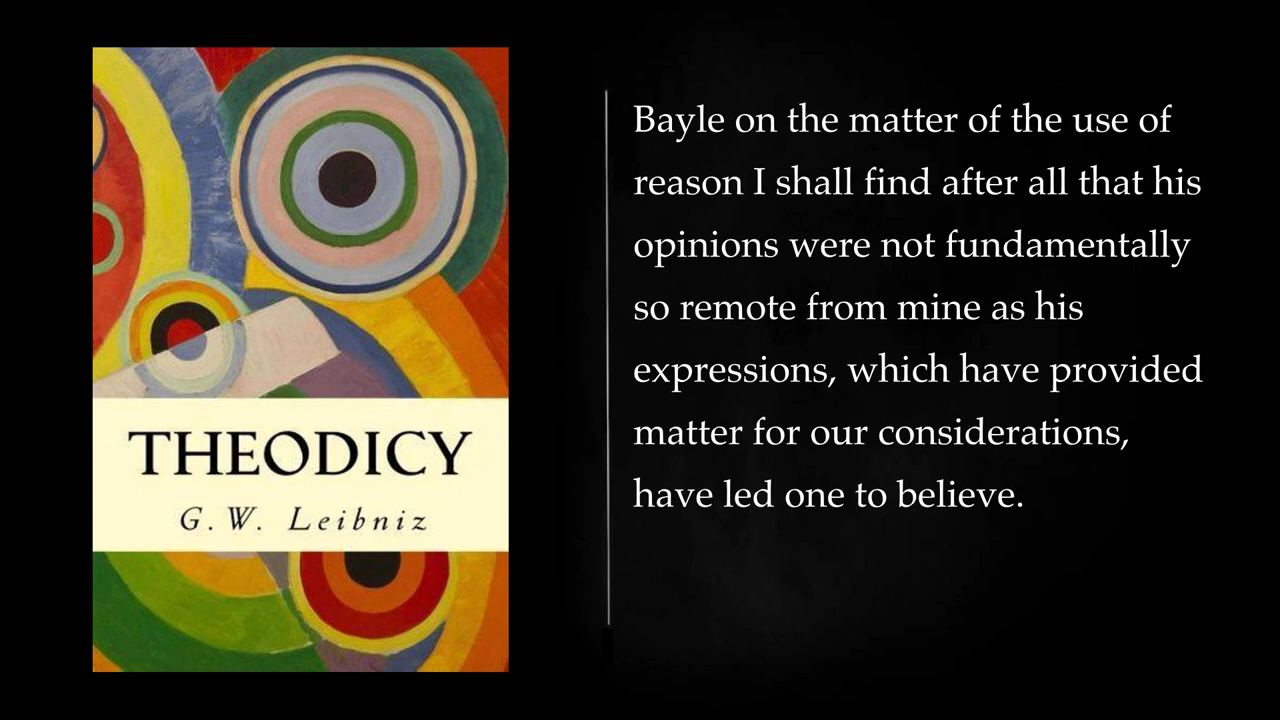 THEODICY
G.W. Leibniz
Bayle on the matter of the use of
reason I shall find after all that his
opinions were not fundamentally
so remote from mine as his
expressions, which have provided
matter for our considerations,
have led one to believe.